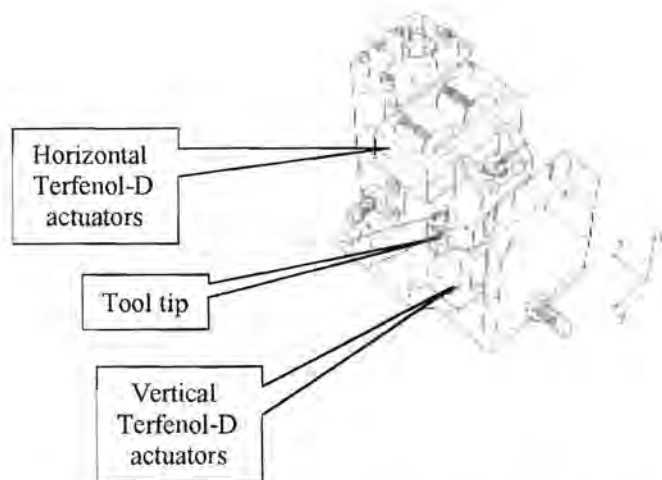 Horizontal
Terfenol-D
actuators
Tool tip
Vertical
Terfenol-D
actuators